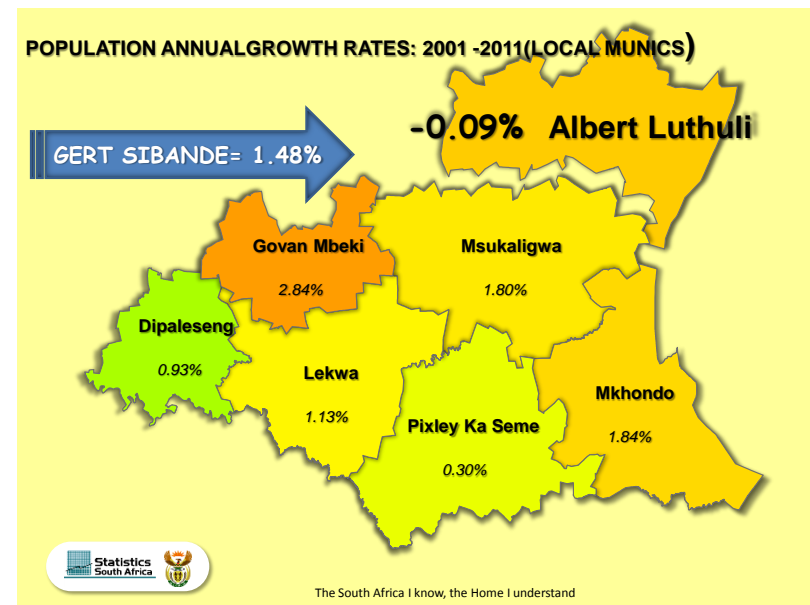 POPULATION ANNUALGROWTH RATES: 2001 -2011(LOCAL MUNICS)
-0.09% Albert Luthuli
GERT SIBANDE= 1.48%
Govan Mbeki
2.84%
Msukaligwa
1.80%
Dipaleseng
0.93%
Lekwa
1.13%
Pixley Ka Seme
0.30%
Mkhondo
1.84%
Statistics
South Africa
The South Africa I know, the Home I understand